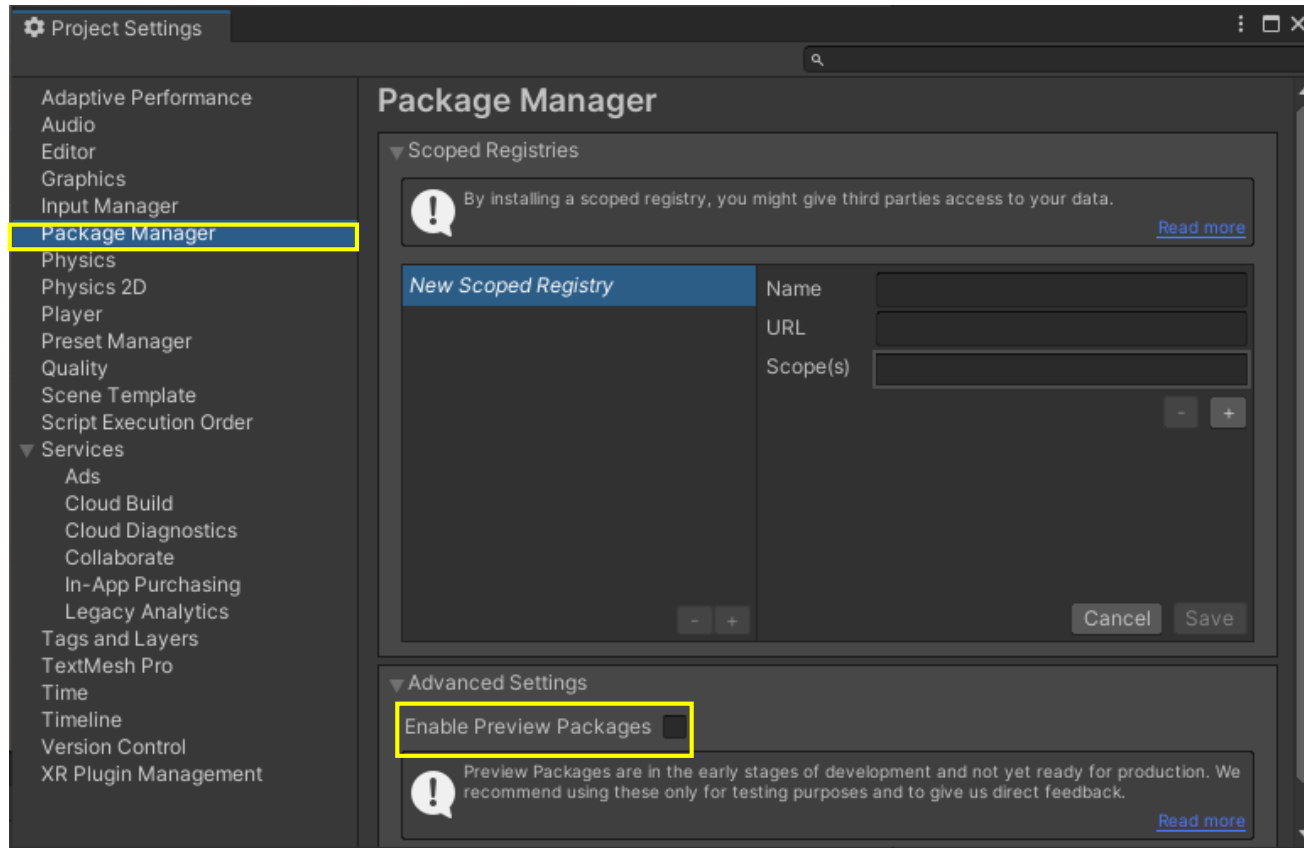 Project Settings
Adaptive Performance
Audio
Editor
Graphics
Input Manager
Package Manager
Physics
Physics 2D
Player
Preset Manager
Quality
Scene Template
Script Execution Order
Services
Ads
Cloud Build
Cloud Diagnostics
Collaborate
In-App Purchasing
Legacy Analytics
Tags and Layers
TextMesh Pro
Time
Timeline
Version Control
XR Plugin Management
Package Manager
Scoped Registries
By installing a scoped registry, you might give third parties access to your data.
Read more
New Scoped Registry
Name
URL
Scope(s)
- +
- +
Cancel Save
Advanced Settings
Enable Preview Packages
Preview Packages are in the early stages of development and not yet ready for production. We
recommend using these only for testing purposes and to give us direct feedback.
Read more